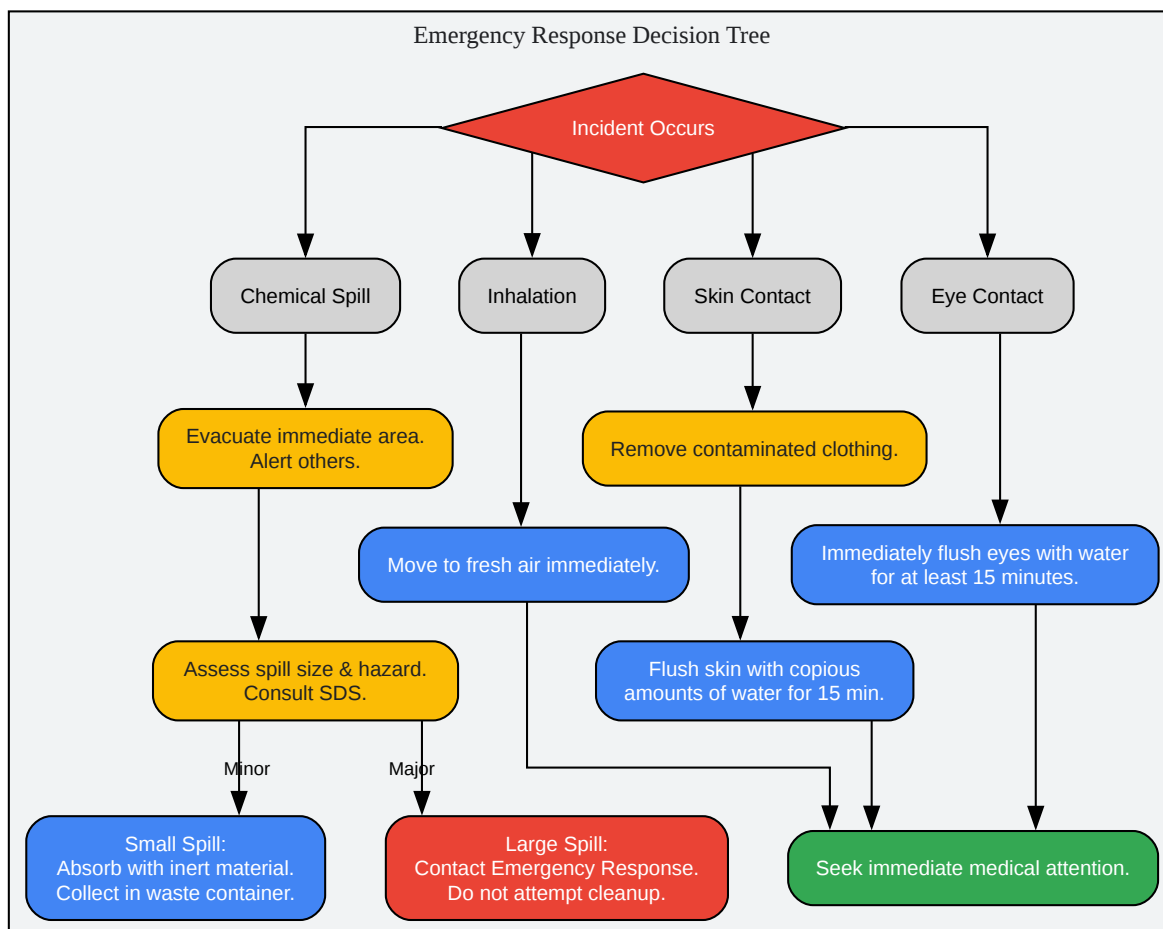 Emergency Response Decision Tree
Incident Occurs
Chemical Spill
Inhalation
Skin Contact
Eye Contact
Evacuate immediate area.
Alert others.
Remove contaminated clothing.
Move to fresh air immediately.
Immediately flush eyes with water
for at least 15 minutes.
Assess spill size & hazard.
Consult SDS.
Flush skin with copious
amounts of water for 15 min.
Minor
Major
Small Spill:
Absorb with inert material.
Collect in waste container.
Large Spill:
Contact Emergency Response.
Do not attempt cleanup.
Seek immediate medical attention.